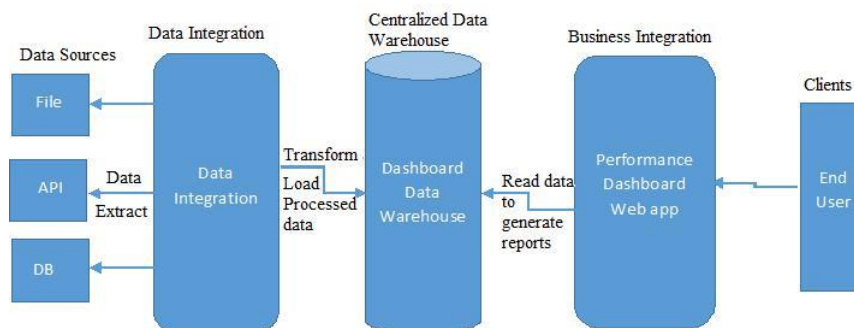 Data Sources
File
API
DB
Data
Extract
Data Integration
Data
Integration
Transform
Load
Processed
data
Centralized Data
Warehouse
Dashboard
Data
Warehouse
Read data
to
generate
reports
Business Integration
Performance
Dashboard
Web app
Clients
End
User